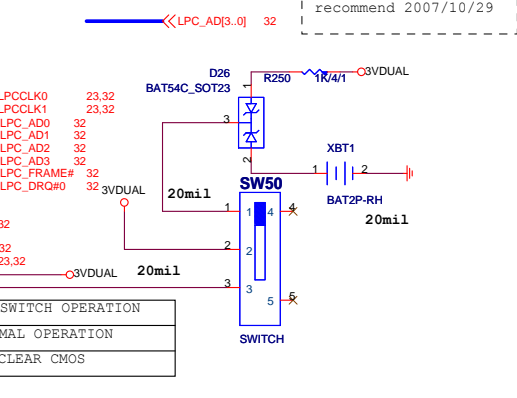 recommend 2007/10/29
LPC_AD[3..0] 32
D26
BAT54C_SOT23
R250 1K/4/1 3VDUAL
1
3
2
LPCCLK0 23,32
LPCCLK1 23,32
LPC_AD0 32
LPC_AD1 32
LPC_AD2 32
LPC_AD3 32
LPC_FRAME# 32
LPC_DRQ#0 32
XBT1
1 2
BAT2P-RH
20mil
3VDUAL
20mil
SW50
1 1 4 4
2 2
3 3
5 5
SWITCH
32
32
23,32
3VDUAL
20mil
SWITCH OPERATION
MAL OPERATION
CLEAR CMOS